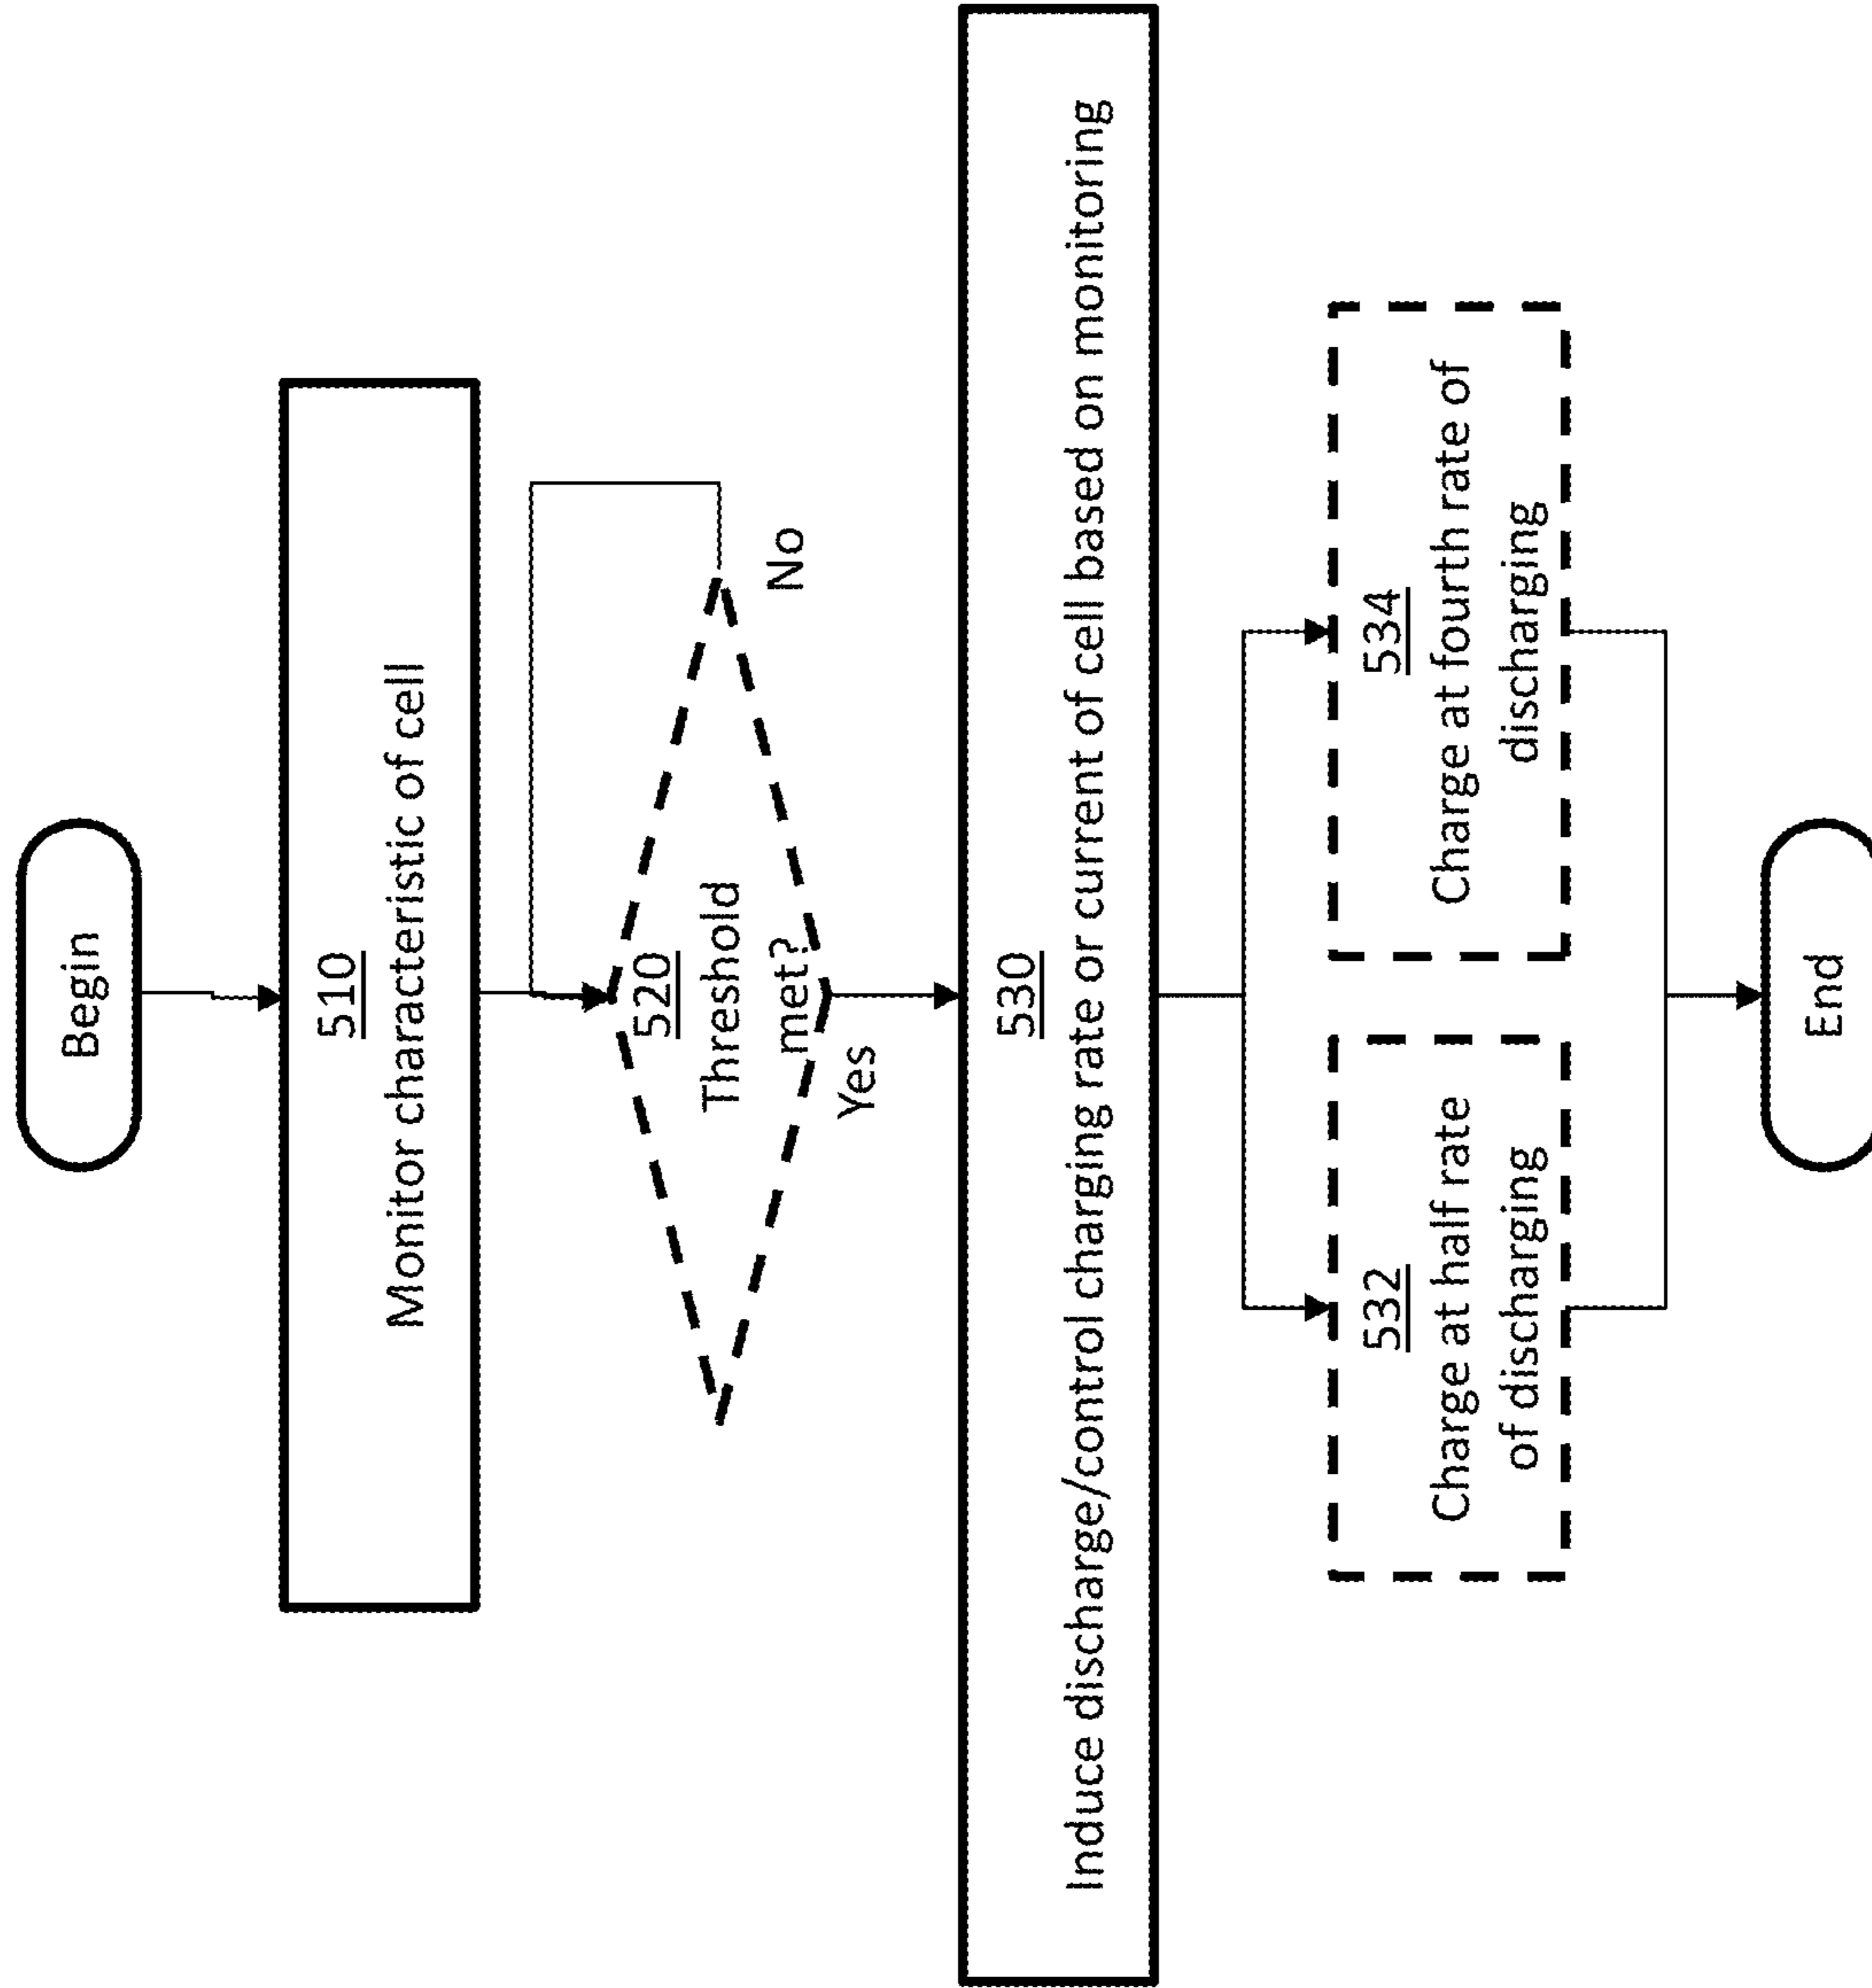 Begin
510
Monitor characteristic of cell
520
Threshold
met?
No
Yes
530
Induce discharge/control charging rate or current of cell based on monitoring
532
Charge at half rate
of discharging
534
Charge at fourth rate of
discharging
End